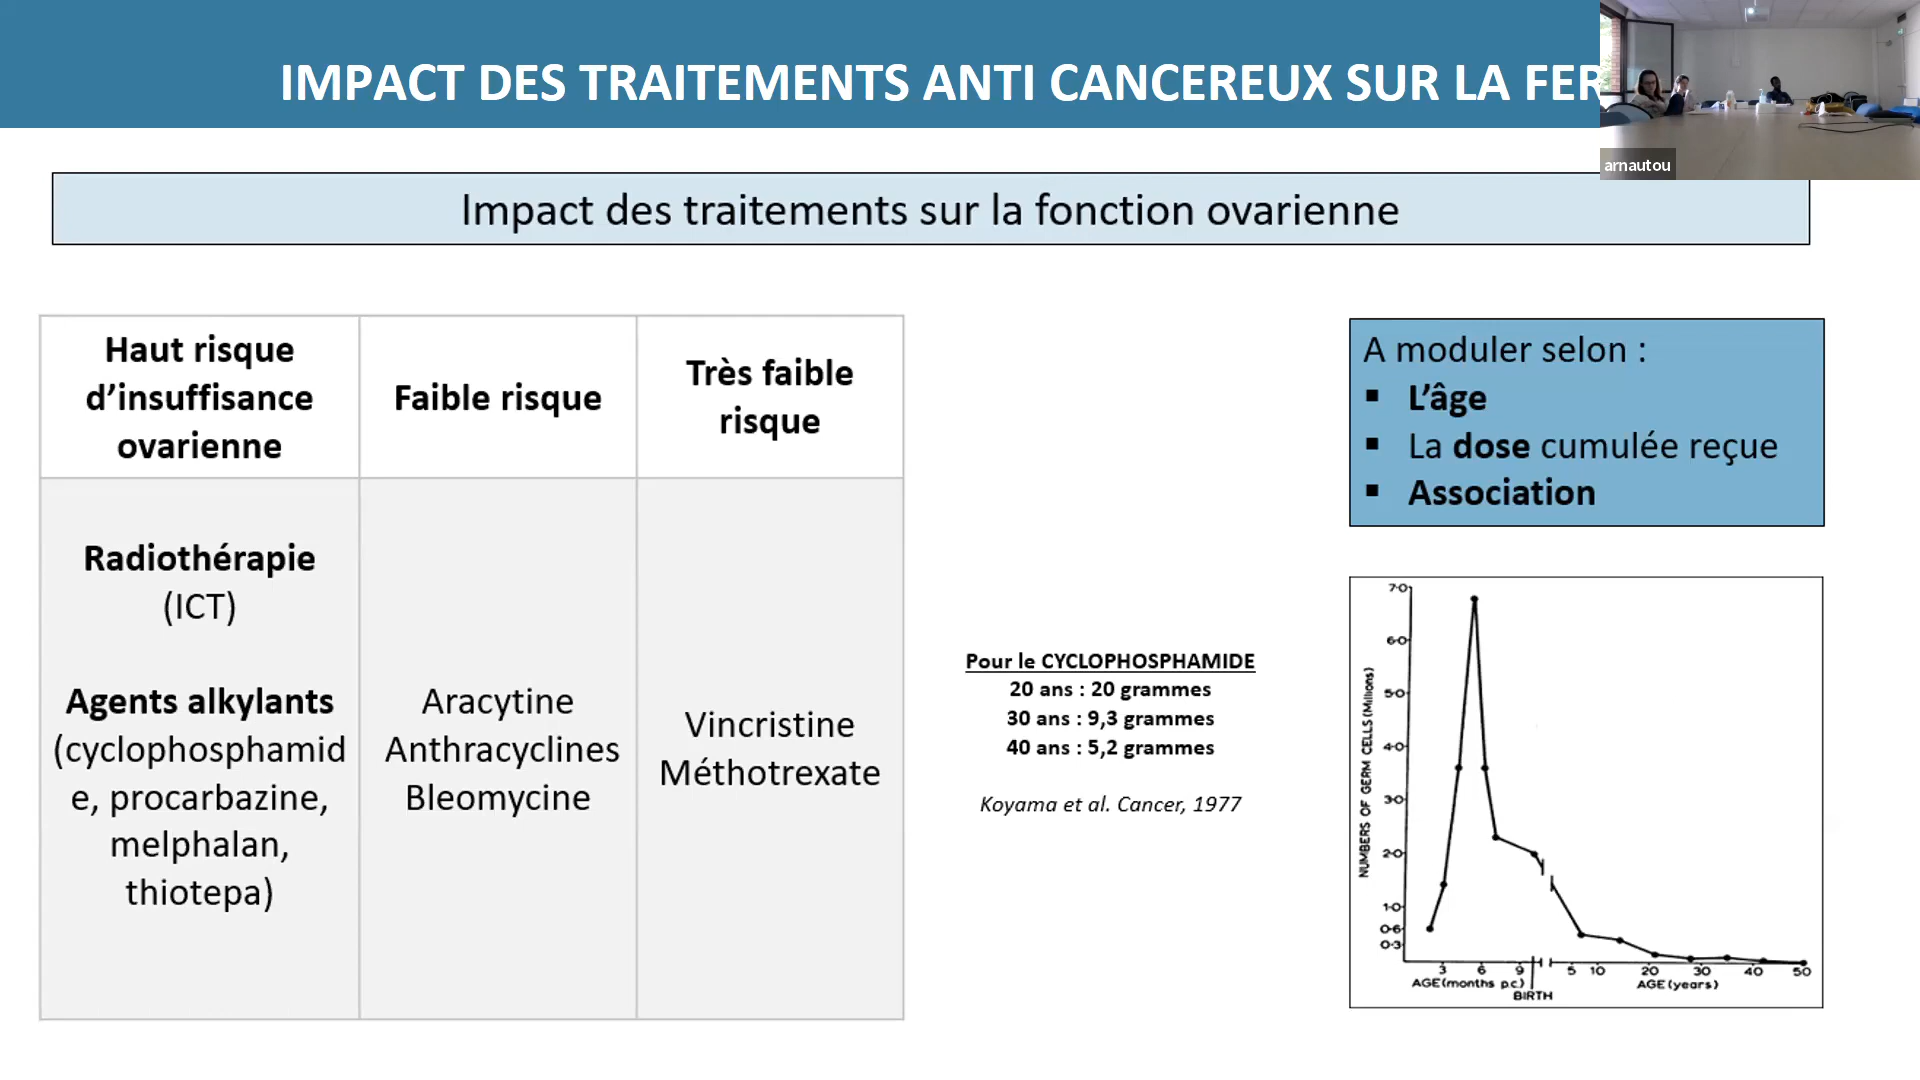 IMPACT DES TRAITEMENTS ANTI CANCEREUX SUR LA FER
arnautou
Impact des traitements sur la fonction ovarienne
Haut risque
d’insuffisance
ovarienne
Faible risque
Très faible
risque
Radiothérapie
(ICT)
Agents alkylants
(cyclophosphamid
e, procarbazine,
melphalan,
thiotepa)
Aracytine
Anthracyclines
Bleomycine
Vincristine
Méthotrexate
Pour le CYCLOPHOSPHAMIDE
20 ans : 20 grammes
30 ans : 9,3 grammes
40 ans : 5,2 grammes
Koyama et al. Cancer, 1977
A moduler selon :
▪ L’âge
▪ La dose cumulée reçue
▪ Association
NUMBERS OF GERM CELLS (Millions)
7·0
6·0
5·0
4·0
3·0
2·0
1·0
0·6
0·3
3 6 9 5 10 20 30 40 50
AGE (months p.c.) AGE (years)
BIRTH